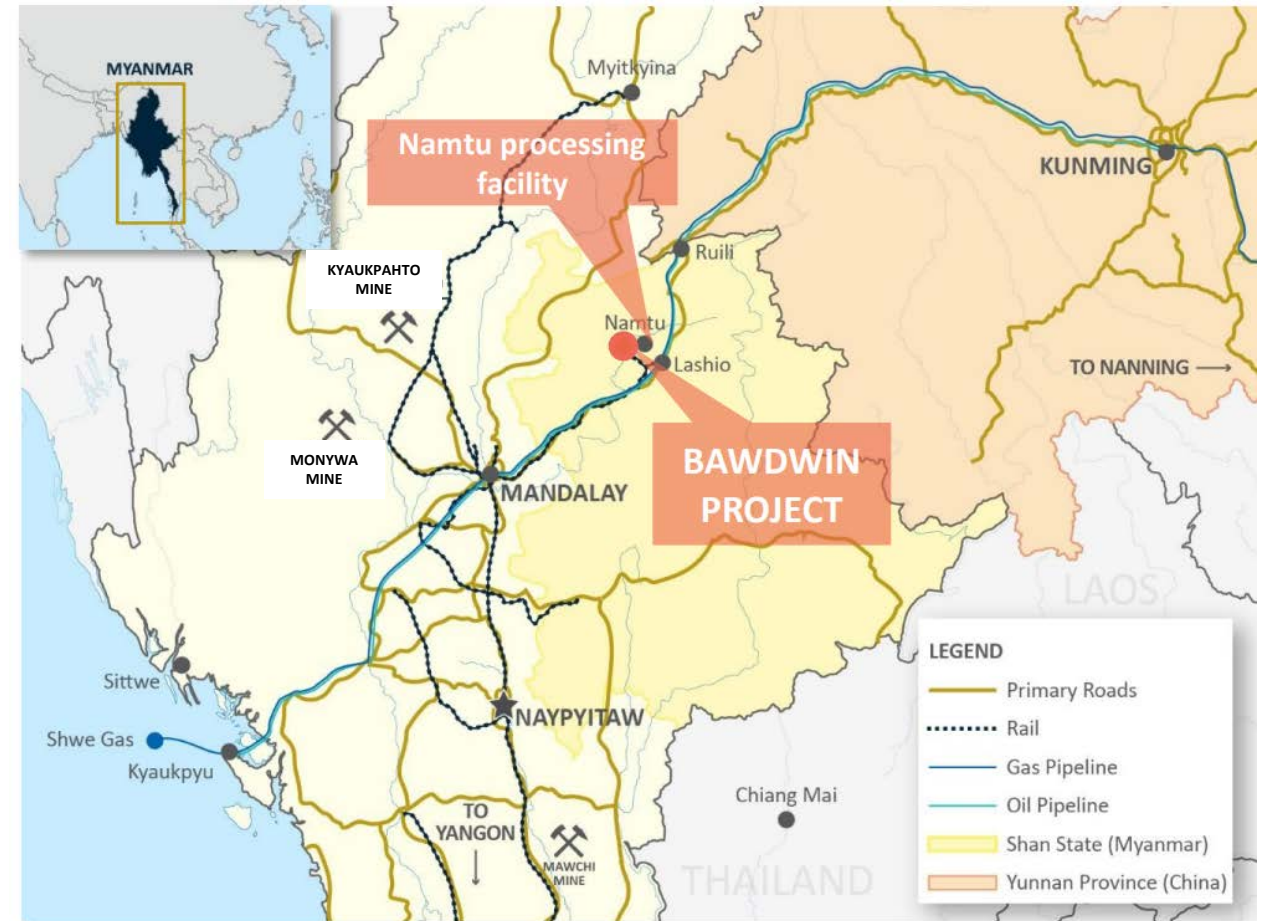 MYANMAR
Myitkyina
Namtu processing
facility
KUNMING
Ruili
KYAUKPAHTO
MINE
Namtu
Lashio
TO NANNING →
MONYWA
MINE
BAWDWIN
PROJECT
MANDALAY
LAOS
Sittwe
NAYPYITAW
Shwe Gas
Kyaukpyu
Chiang Mai
TO
YANGON
↓
MAWCHI
MINE
THAILAND
LEGEND
Primary Roads
Rail
Gas Pipeline
Oil Pipeline
Shan State (Myanmar)
Yunnan Province (China)